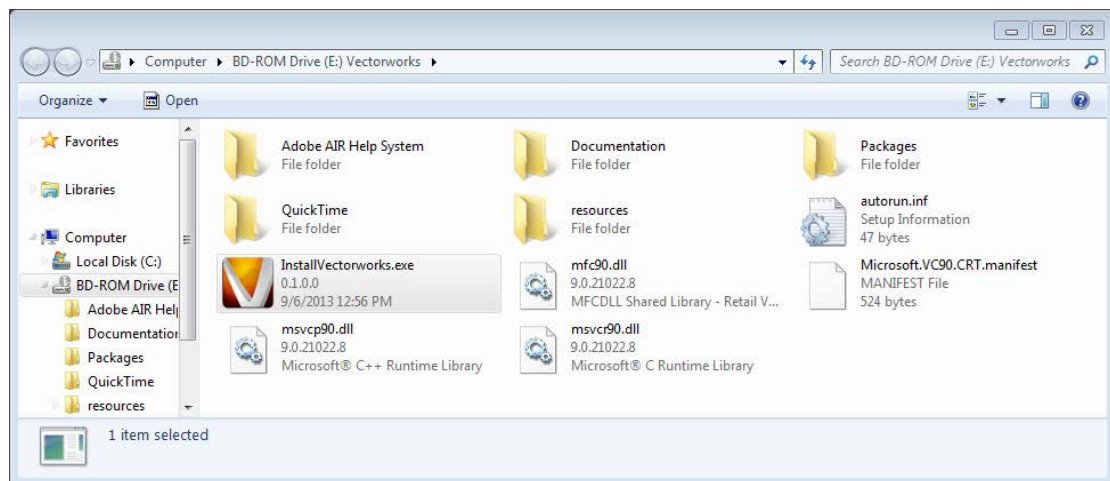 Computer ▸ BD-ROM Drive (E:) Vectorworks ▸
Search BD-ROM Drive (E:) Vectorworks
Organize Open
Favorites
Libraries
Computer
Local Disk (C:)
BD-ROM Drive (E
Adobe AIR Help
Documentation
Packages
QuickTime
resources
Adobe AIR Help System
File folder
Documentation
File folder
Packages
File folder
QuickTime
File folder
resources
File folder
autorun.inf
Setup Information
47 bytes
InstallVectorworks.exe
0.1.0.0
9/6/2013 12:56 PM
mfc90.dll
9.0.21022.8
MFCDLL Shared Library - Retail V...
Microsoft.VC90.CRT.manifest
MANIFEST File
524 bytes
msvcp90.dll
9.0.21022.8
Microsoft® C++ Runtime Library
msvcr90.dll
9.0.21022.8
Microsoft® C Runtime Library
1 item selected